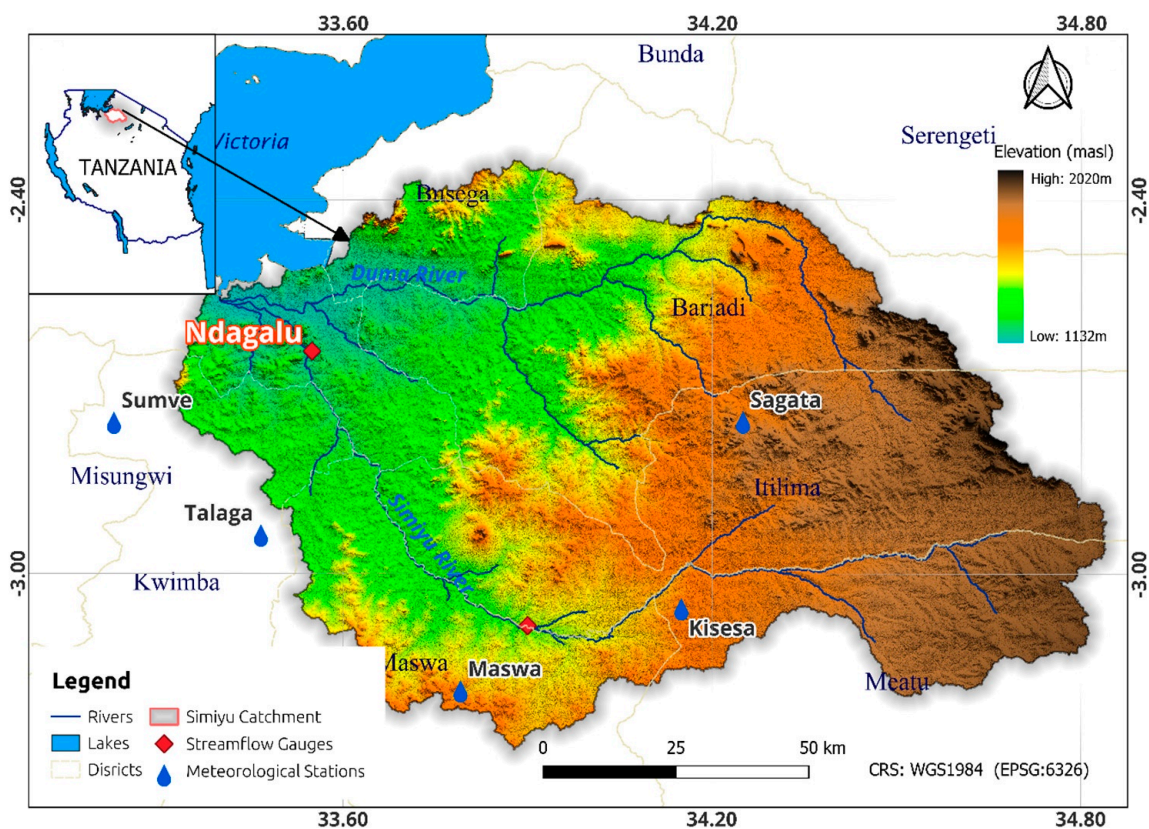 33.60
34.20
34.80
Bunda
Serengeti
Victoria
TANZANIA
Elevation (masl)
High: 2020m
Low: 1132m
-2.40
-2.40
Busega
Duma River
Bariadi
Ndagalu
Sumve
Sagata
Misungwi
Itilima
Talaga
Simiyu River
Kwimba
-3.00
-3.00
Kisesa
Maswa
Maswa
Meatu
Legend
Rivers
Simiyu Catchment
Lakes
Streamflow Gauges
Disricts
Meteorological Stations
0
25
50 km
CRS: WGS1984 (EPSG:6326)
33.60
34.20
34.80